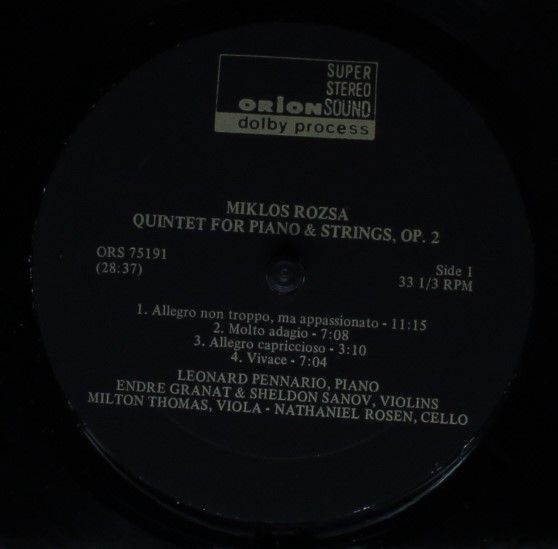 SUPER
STEREO
ORION SOUND
dolby process
MIKLOS ROZSA
QUINTET FOR PIANO & STRINGS, OP. 2
ORS 75191
(28:37)
Side 1
33 1/3 RPM
1. Allegro non troppo, ma appassionato - 11:15
2. Molto adagio - 7:08
3. Allegro capriccioso - 3:10
4. Vivace - 7:04
LEONARD PENNARIO, PIANO
ENDRE GRANAT & SHELDON SANOV, VIOLINS
MILTON THOMAS, VIOLA - NATHANIEL ROSEN, CELLO